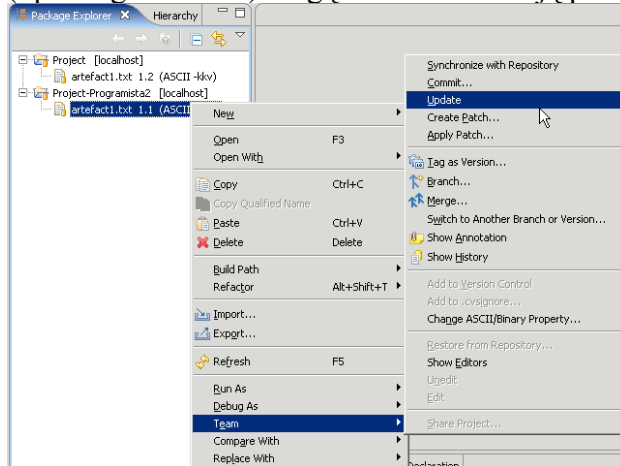 Package Explorer Hierarchy
Project [localhost]
artefact1.txt 1.2 (ASCII -kkv)
Project-Programista2 [localhost]
artefact1.txt 1.1 (ASCII
New
Open F3
Open With
Copy Ctrl+C
Copy Qualified Name
Paste Ctrl+V
Delete Delete
Build Path
Refactor Alt+Shift+T
Import...
Export...
Refresh F5
Run As
Debug As
Team
Compare With
Replace With
Synchronize with Repository
Commit...
Update
Create Patch...
Apply Patch...
Tag as Version...
Branch...
Merge...
Switch to Another Branch or Version...
Show Annotation
Show History
Add to Version Control
Add to .cvsignore...
Change ASCII/Binary Property...
Restore from Repository...
Show Editors
Unedit
Edit
Share Project...
Declaration